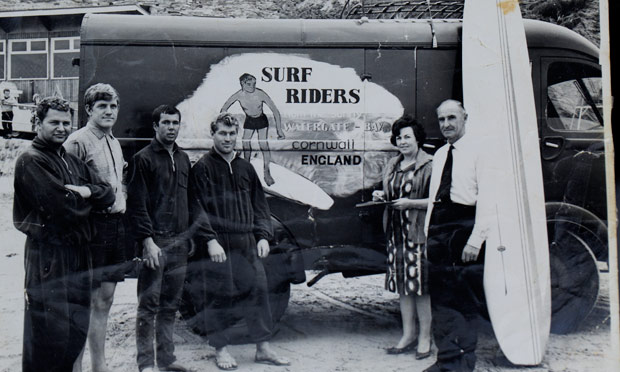 SURF
RIDERS
WATERGATE - BAY
cornwall
ENGLAND